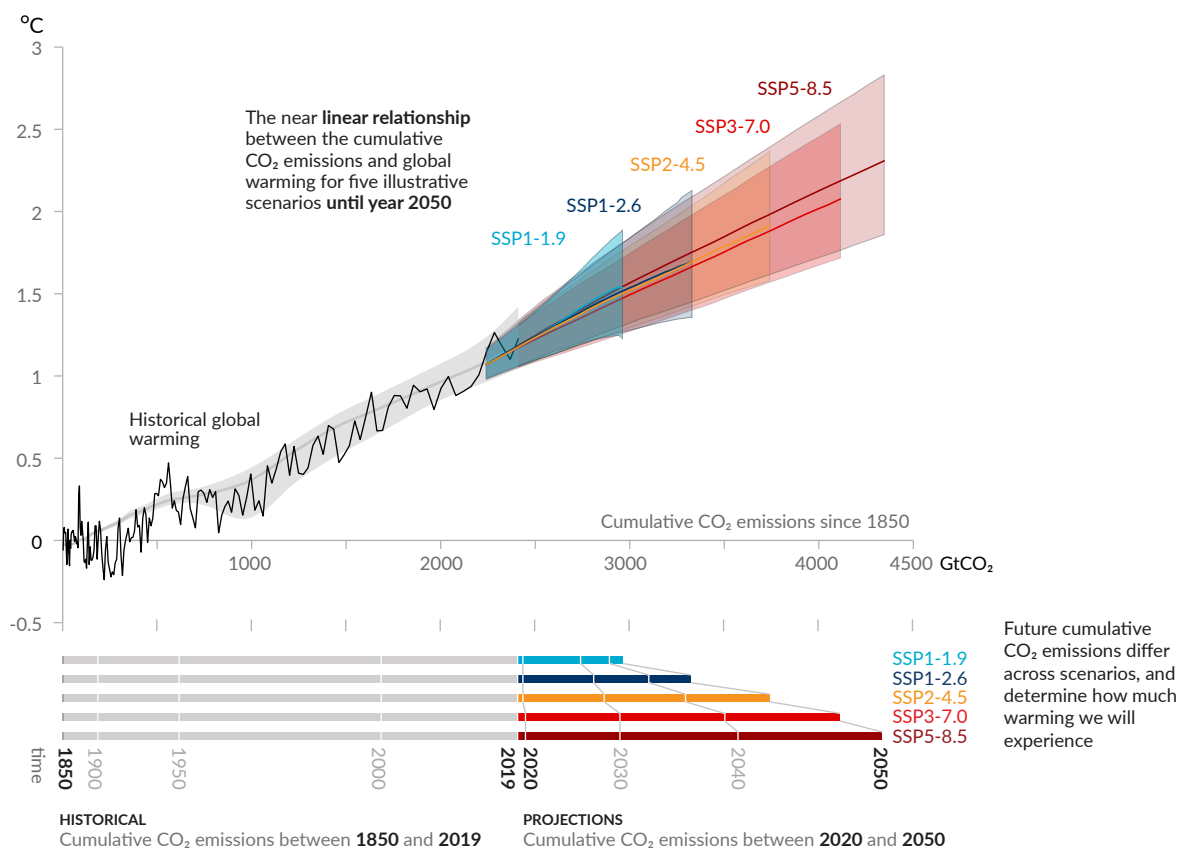 °C
3
2.5
2
1.5
1
0.5
0
-0.5
The near linear relationship
between the cumulative
CO₂ emissions and global
warming for five illustrative
scenarios until year 2050
SSP5-8.5
SSP3-7.0
SSP2-4.5
SSP1-2.6
SSP1-1.9
Historical global
warming
Cumulative CO₂ emissions since 1850
1000 2000 3000 4000 4500 GtCO₂
SSP1-1.9
SSP1-2.6
SSP2-4.5
SSP3-7.0
SSP5-8.5
Future cumulative
CO₂ emissions differ
across scenarios, and
determine how much
warming we will
experience
time 1850 1900 1950 2000 2019 2020 2030 2040 2050
HISTORICAL
Cumulative CO₂ emissions between 1850 and 2019
PROJECTIONS
Cumulative CO₂ emissions between 2020 and 2050